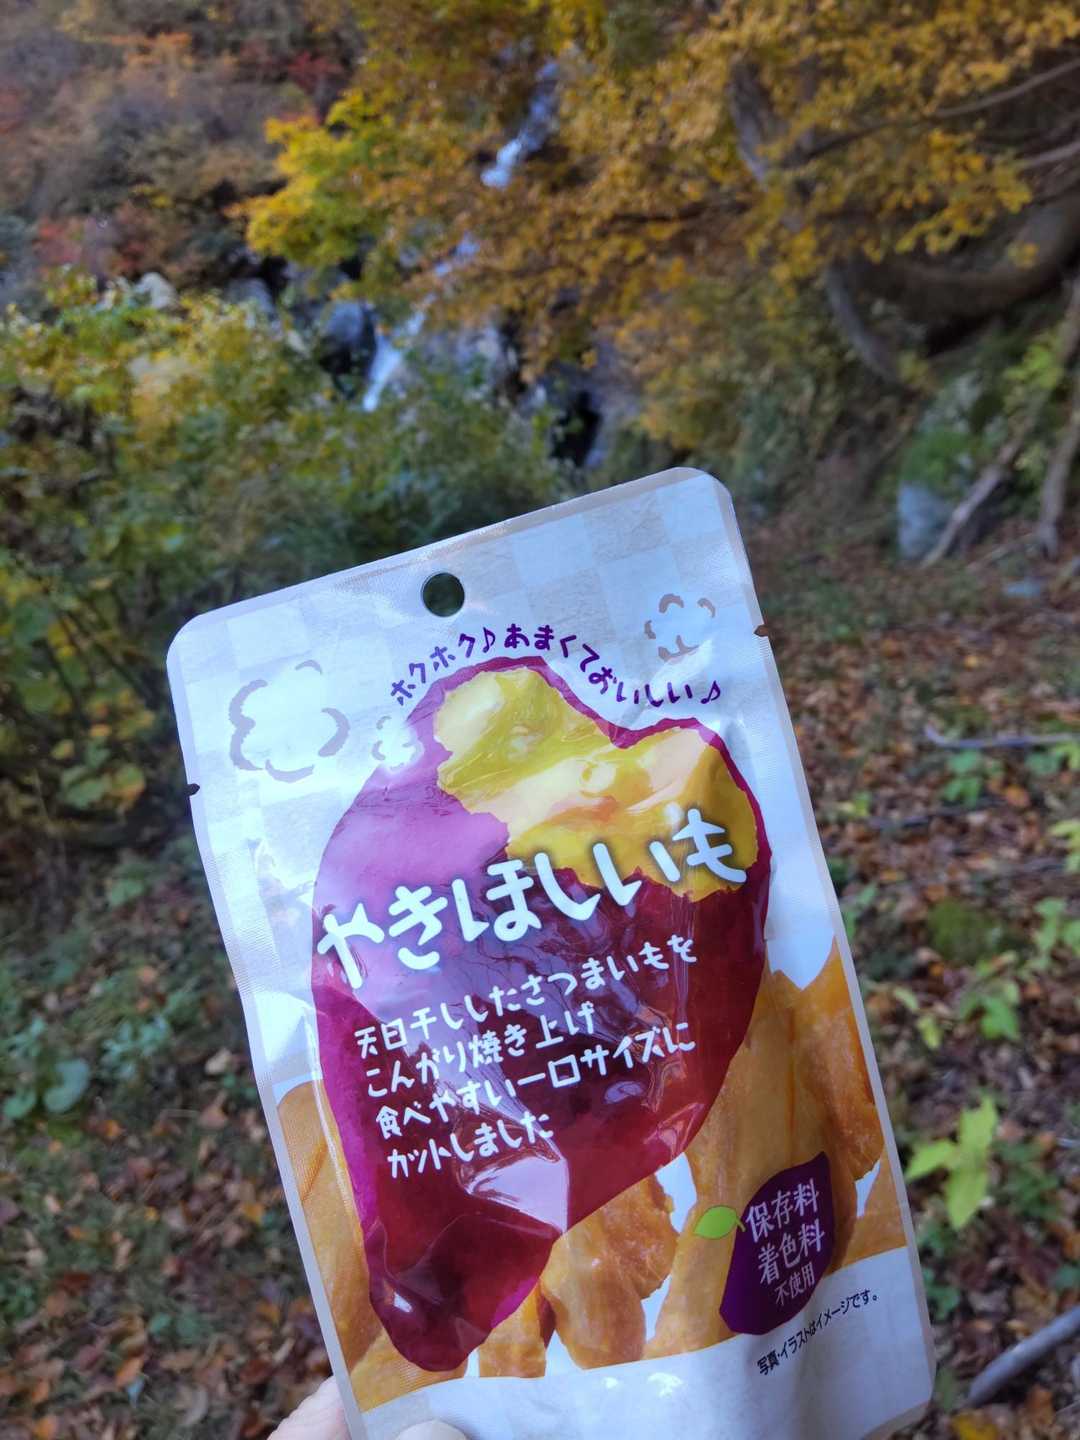 ホクホク♪あまくておいしい♪
やきほしいも
天日干ししたさつまいもを
こんがり焼き上げ
食べやすい一口サイズに
カットしました
保存料
着色料
不使用
写真・イラストはイメージです。